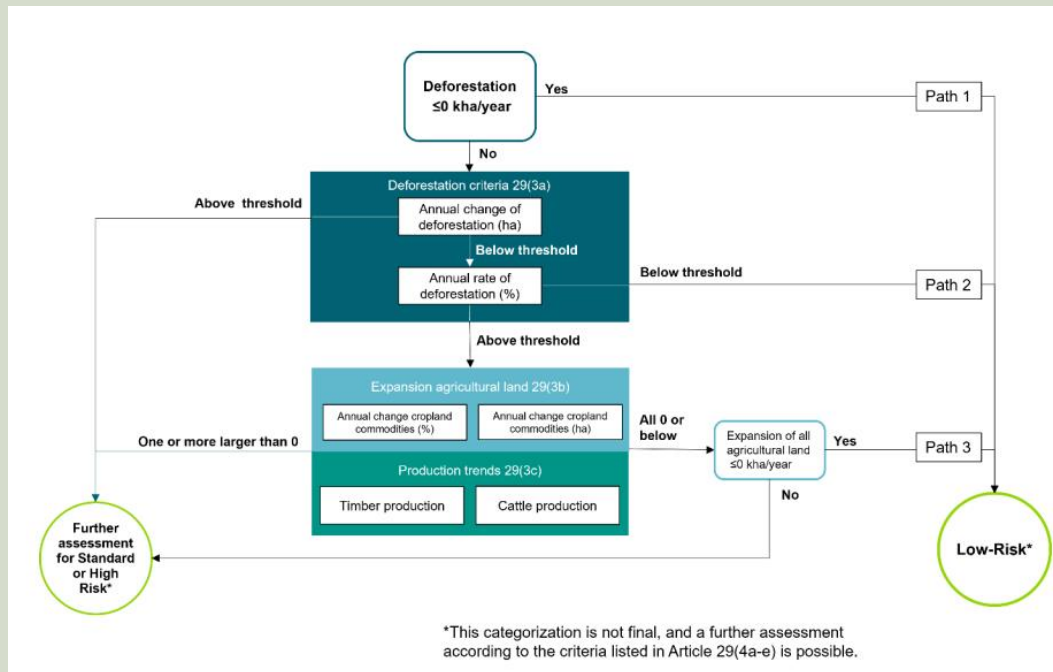 Deforestation
≤0 kha/year
Yes
Path 1
No
Deforestation criteria 29(3a)
Above threshold
Annual change of
deforestation (ha)
Below threshold
Annual rate of
deforestation (%)
Below threshold
Path 2
Above threshold
Expansion agricultural land 29(3b)
Annual change cropland
commodities (%)
Annual change cropland
commodities (ha)
One or more larger than 0
All 0 or
below
Expansion of all
agricultural land
≤0 kha/year
Yes
Path 3
No
Production trends 29(3c)
Timber production
Cattle production
Further
assessment
for Standard
or High
Risk*
Low-Risk*
*This categorization is not final, and a further assessment
according to the criteria listed in Article 29(4a-e) is possible.